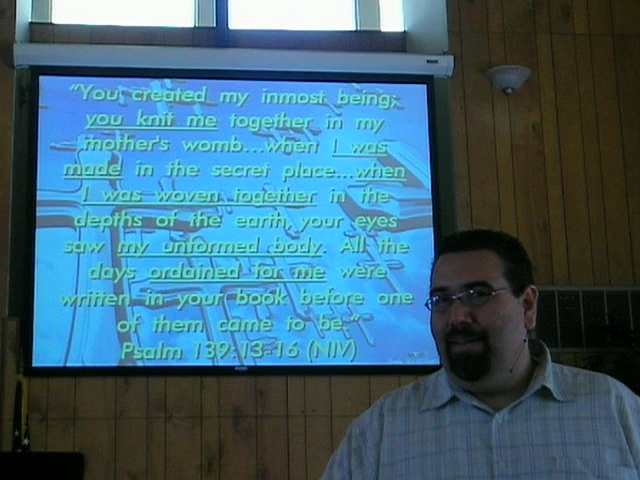 "You created my inmost being;
you knit me together in my
mother's womb...when I was
made in the secret place...when
I was woven together in the
depths of the earth, your eyes
saw my unformed body. All the
days ordained for me were
written in your book before one
of them came to be."
Psalm 139:13-16 (NIV)